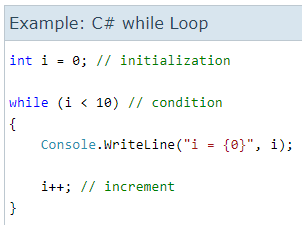 Example: C# while Loop
int i = 0; // initialization
while (i < 10) // condition
{
    Console.WriteLine("i = {0}", i);
    i++; // increment
}